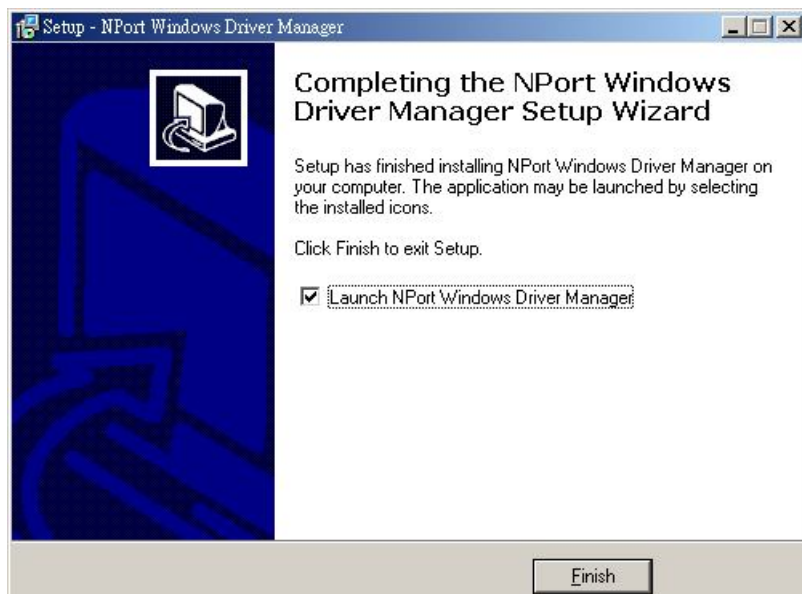 Setup - NPort Windows Driver Manager
Completing the NPort Windows
Driver Manager Setup Wizard
Setup has finished installing NPort Windows Driver Manager on
your computer. The application may be launched by selecting
the installed icons.
Click Finish to exit Setup.
Launch NPort Windows Driver Manager
Finish